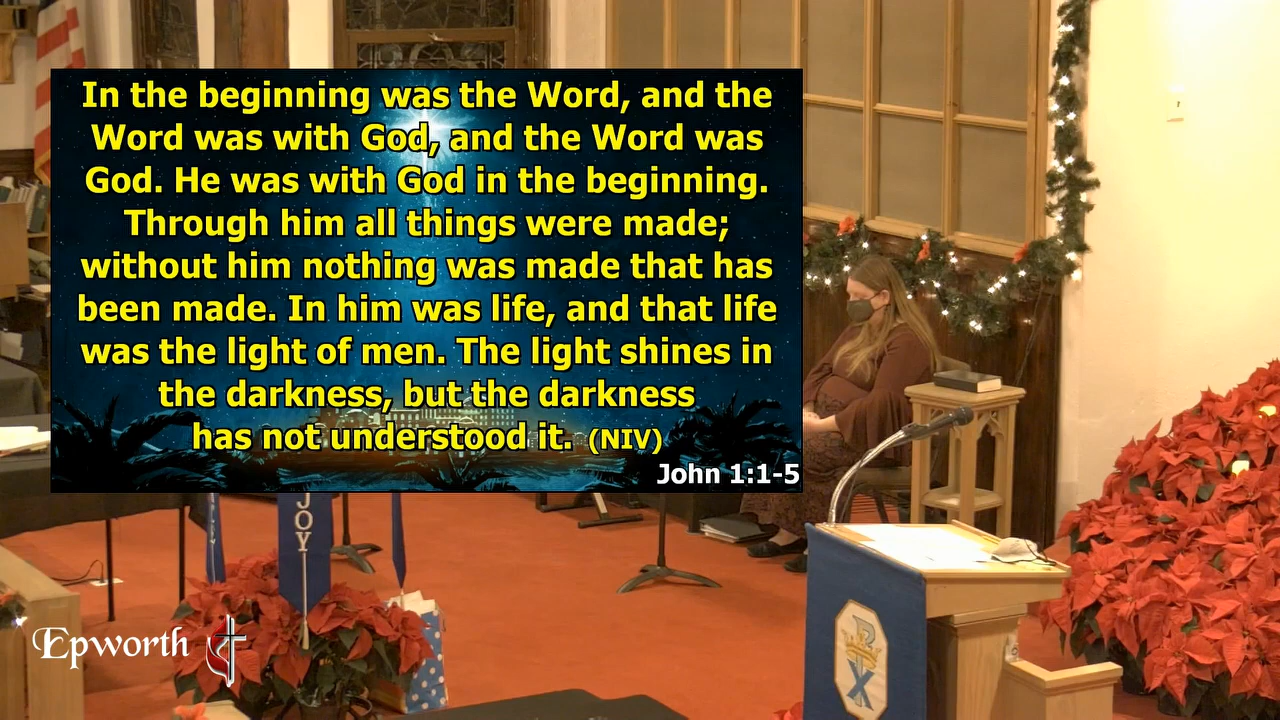 In the beginning was the Word, and the
Word was with God, and the Word was
God. He was with God in the beginning.
Through him all things were made;
without him nothing was made that has
been made. In him was life, and that life
was the light of men. The light shines in
the darkness, but the darkness
has not understood it. (NIV)
John 1:1-5
JOY
Epworth